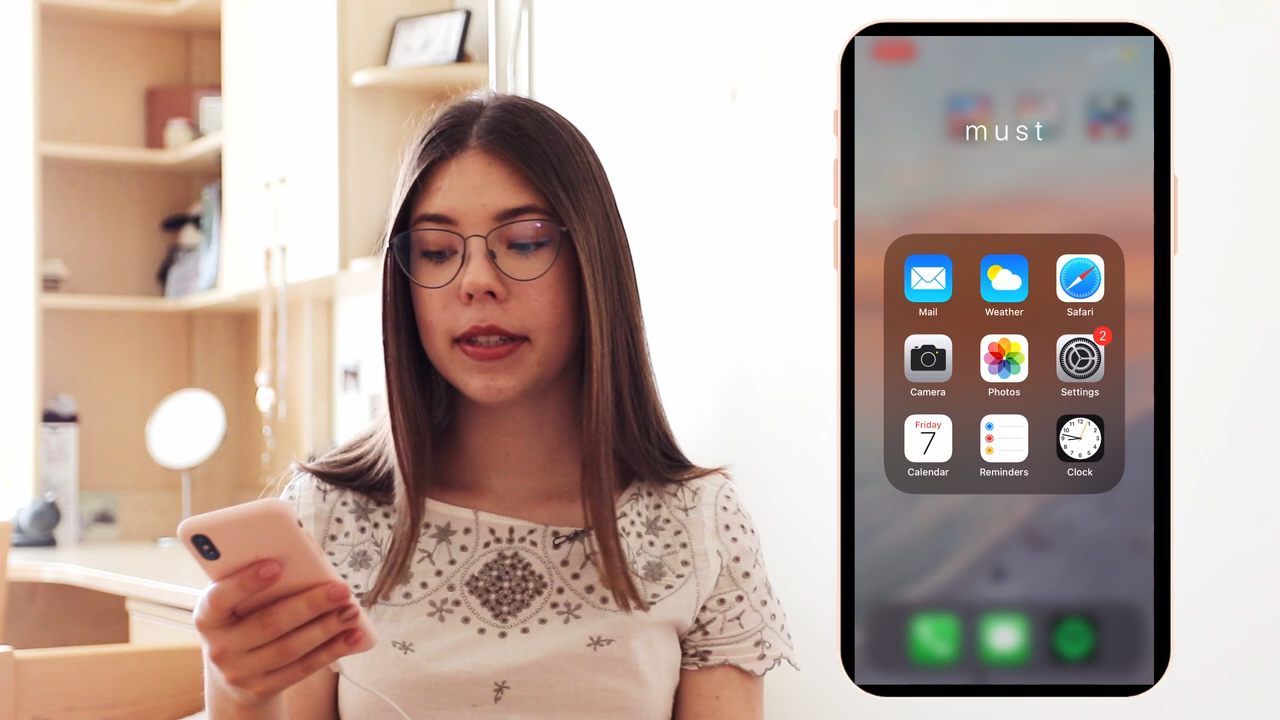 must
Mail
Weather
Safari
2
Camera
Photos
Settings
Friday
7
Calendar
Reminders
Clock